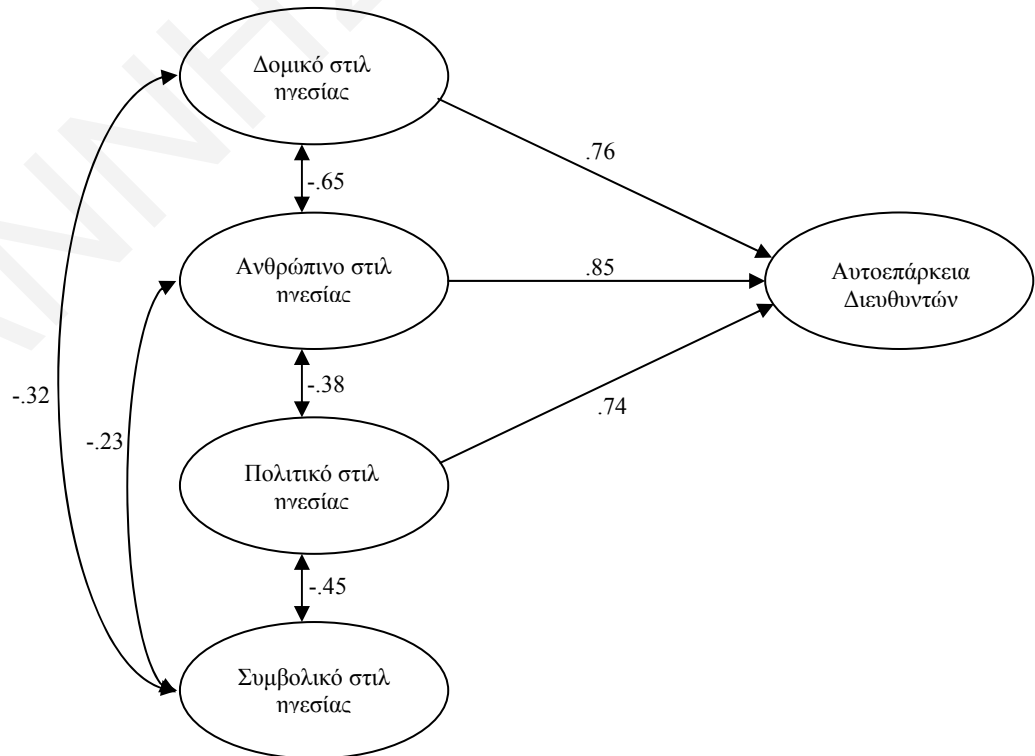 Δομικό στιλ
ηγεσίας
-.65
.76
Ανθρώπινο στιλ
ηγεσίας
.85
Αυτοεπάρκεια
Διευθυντών
-.32
-.38
-.23
.74
Πολιτικό στιλ
ηγεσίας
-.45
Συμβολικό στιλ
ηγεσίας